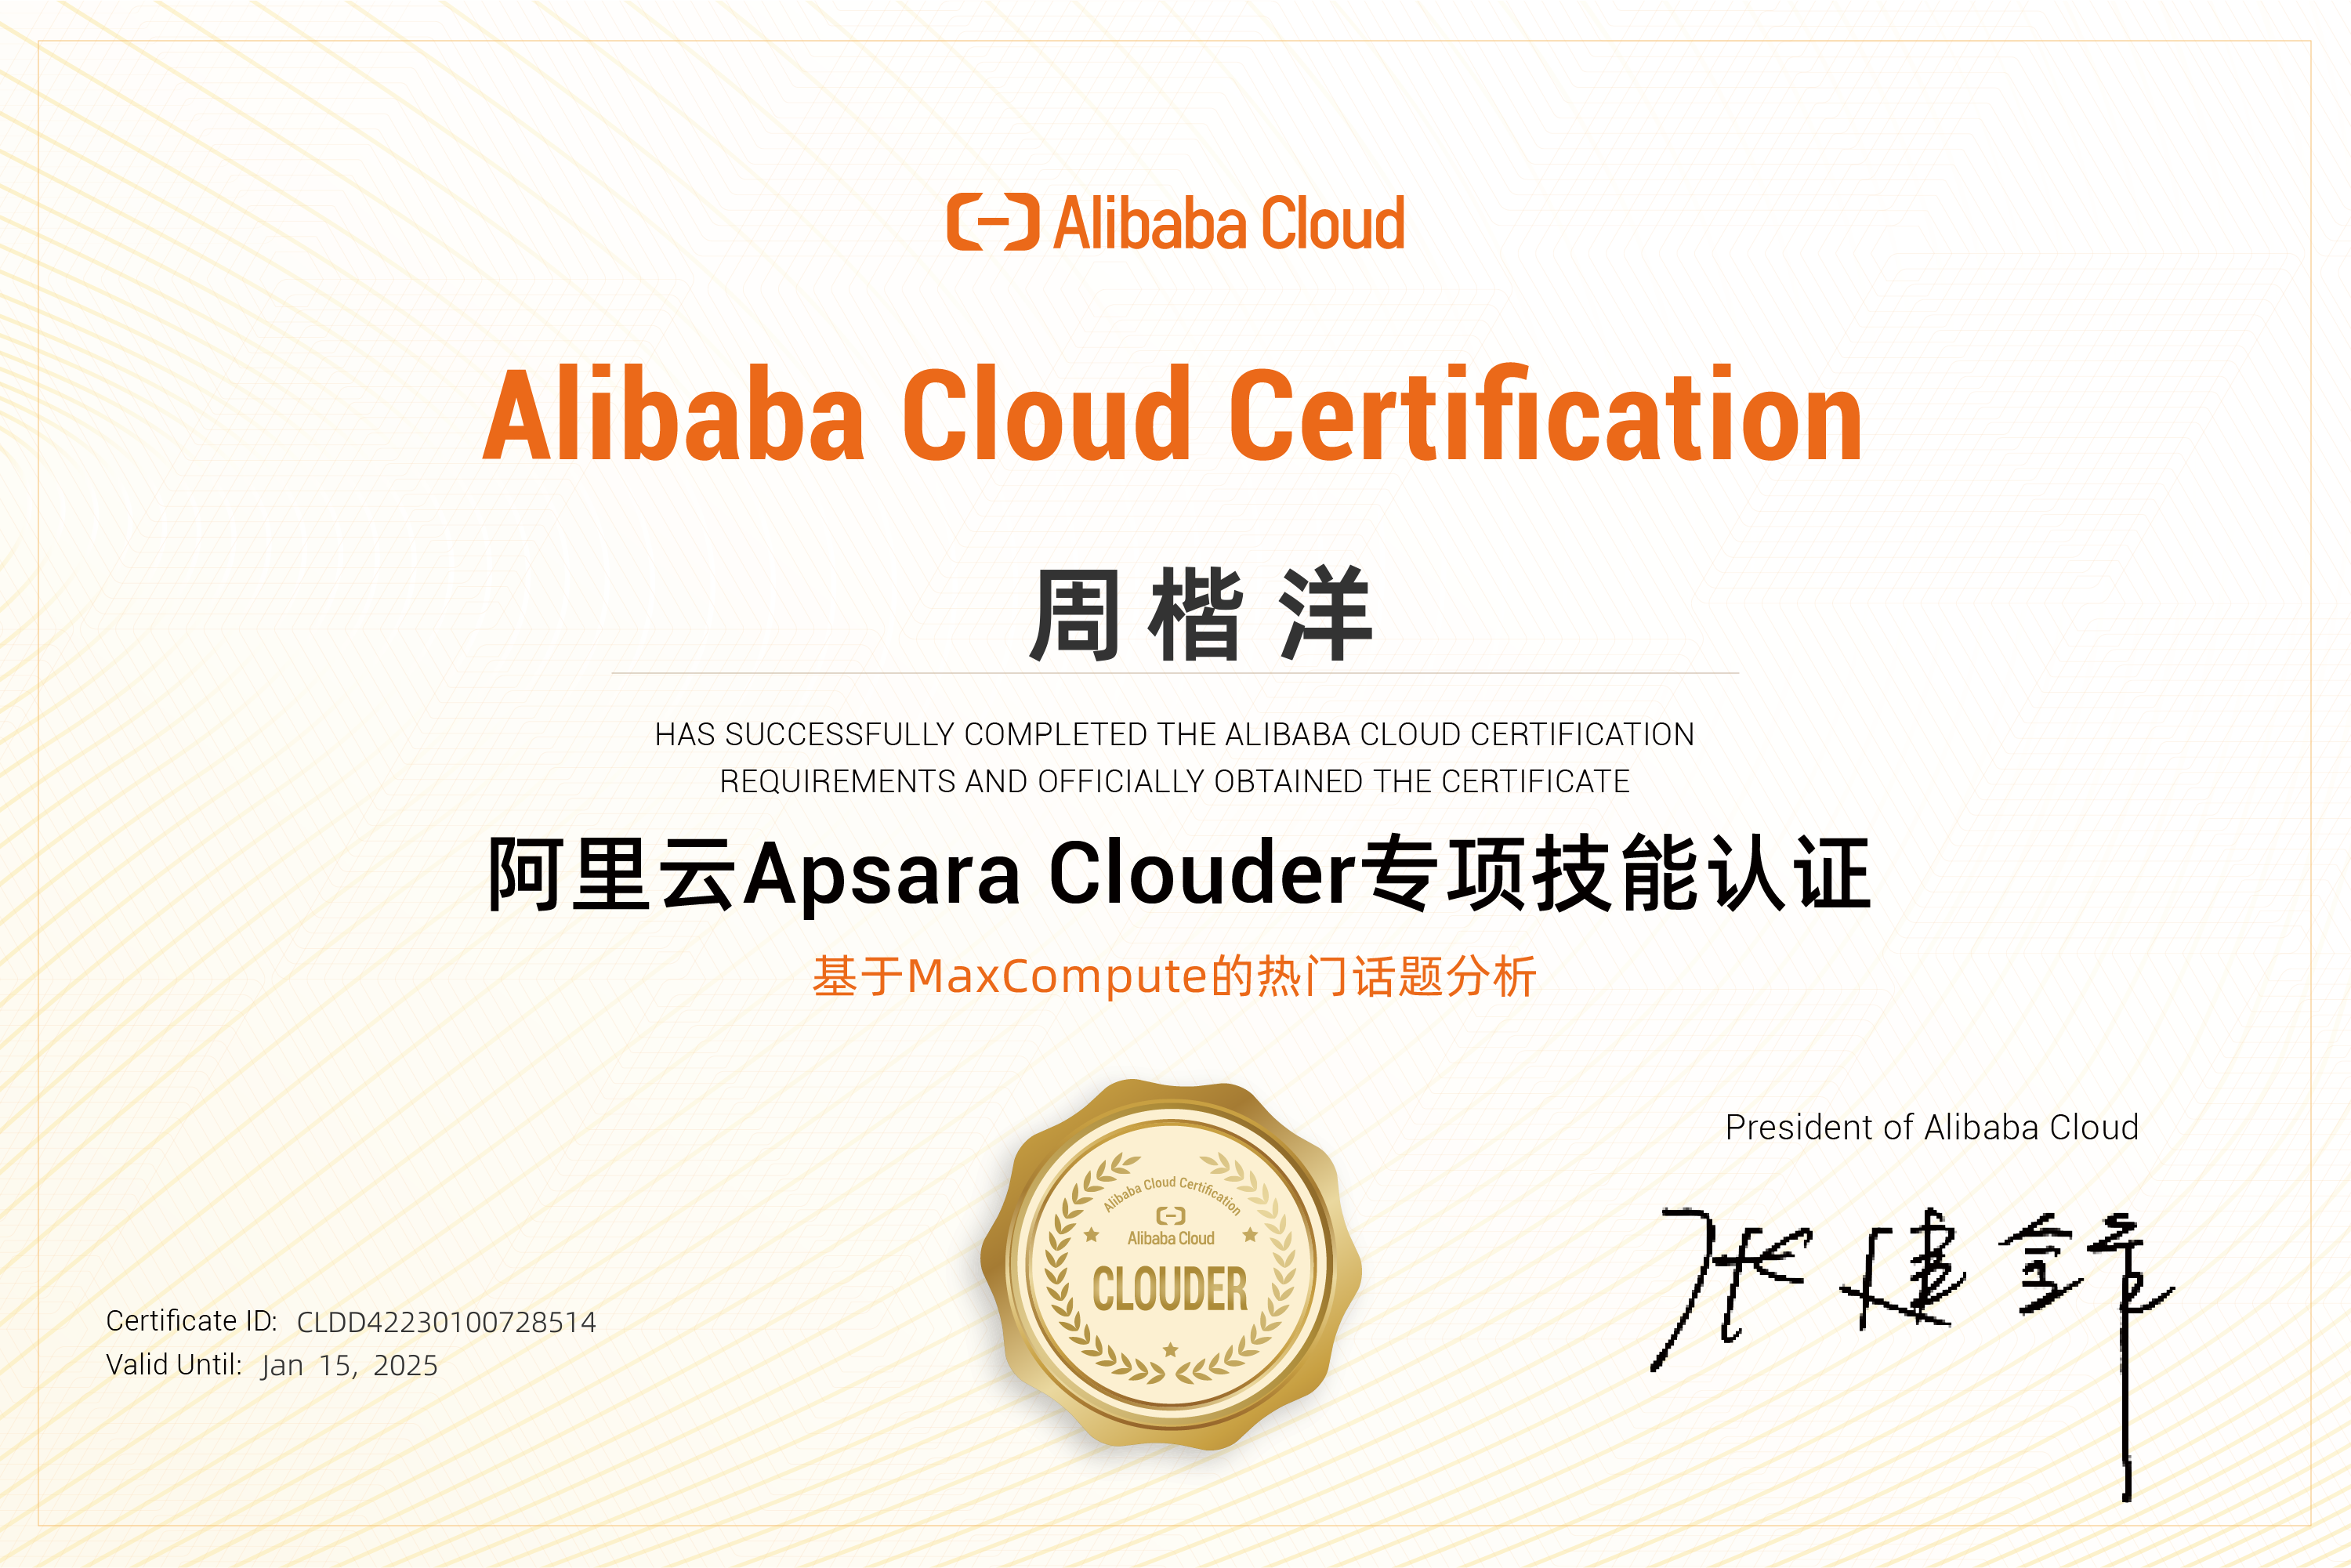 Alibaba Cloud
Alibaba Cloud Certification
周楷洋
HAS SUCCESSFULLY COMPLETED THE ALIBABA CLOUD CERTIFICATION
REQUIREMENTS AND OFFICIALLY OBTAINED THE CERTIFICATE
阿里云Apsara Clouder专项技能认证
基于MaxCompute的热门话题分析
Alibaba Cloud Certification
Alibaba Cloud
CLOUDER
President of Alibaba Cloud
张建锋
Certificate ID: CLDD42230100728514
Valid Until: Jan 15, 2025